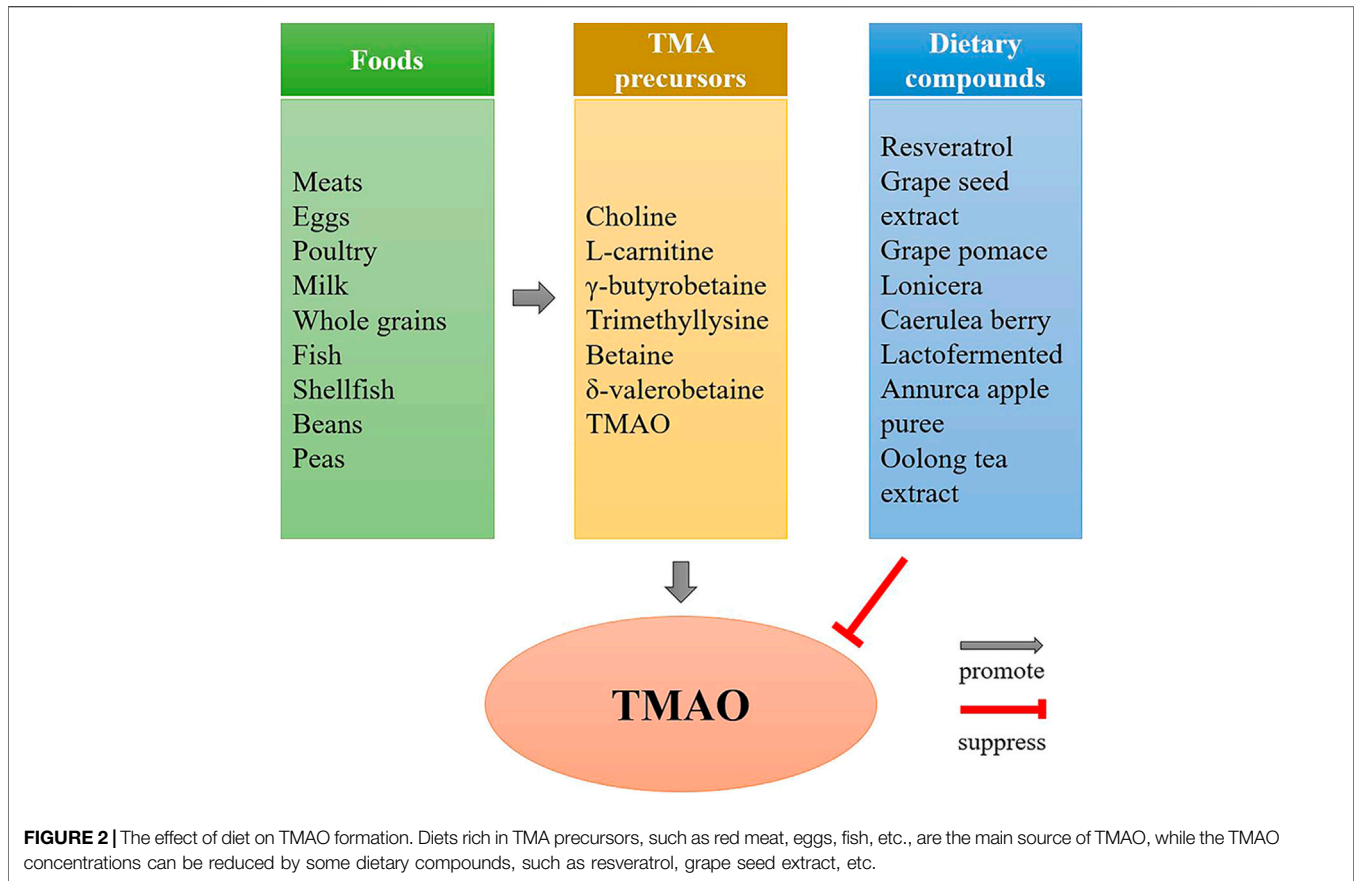 Foods
Meats
Eggs
Poultry
Milk
Whole grains
Fish
Shellfish
Beans
Peas
TMA
precursors
Choline
L-carnitine
γ-butyrobetaine
Trimethyllysine
Betaine
δ-valerobetaine
TMAO
Dietary
compounds
Resveratrol
Grape seed
extract
Grape pomace
Lonicera
Caerulea berry
Lactofermented
Annurca apple
puree
Oolong tea
extract
TMAO
promote
suppress
FIGURE 2 | The effect of diet on TMAO formation. Diets rich in TMA precursors, such as red meat, eggs, fish, etc., are the main source of TMAO, while the TMAO
concentrations can be reduced by some dietary compounds, such as resveratrol, grape seed extract, etc.